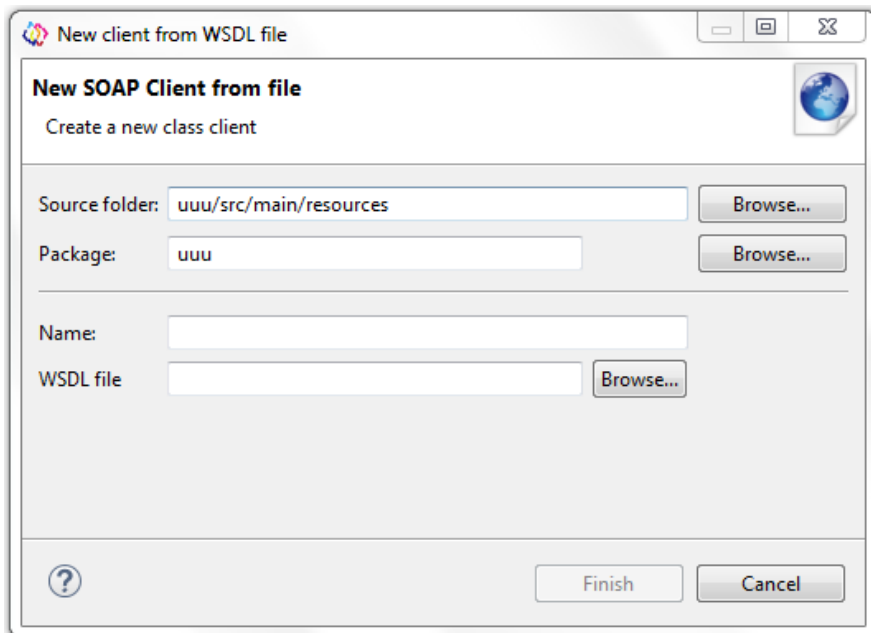 New client from WSDL file
New SOAP Client from file
Create a new class client
Source folder: uuu/src/main/resources Browse...
Package: uuu Browse...
Name:
WSDL file Browse...
? Finish Cancel